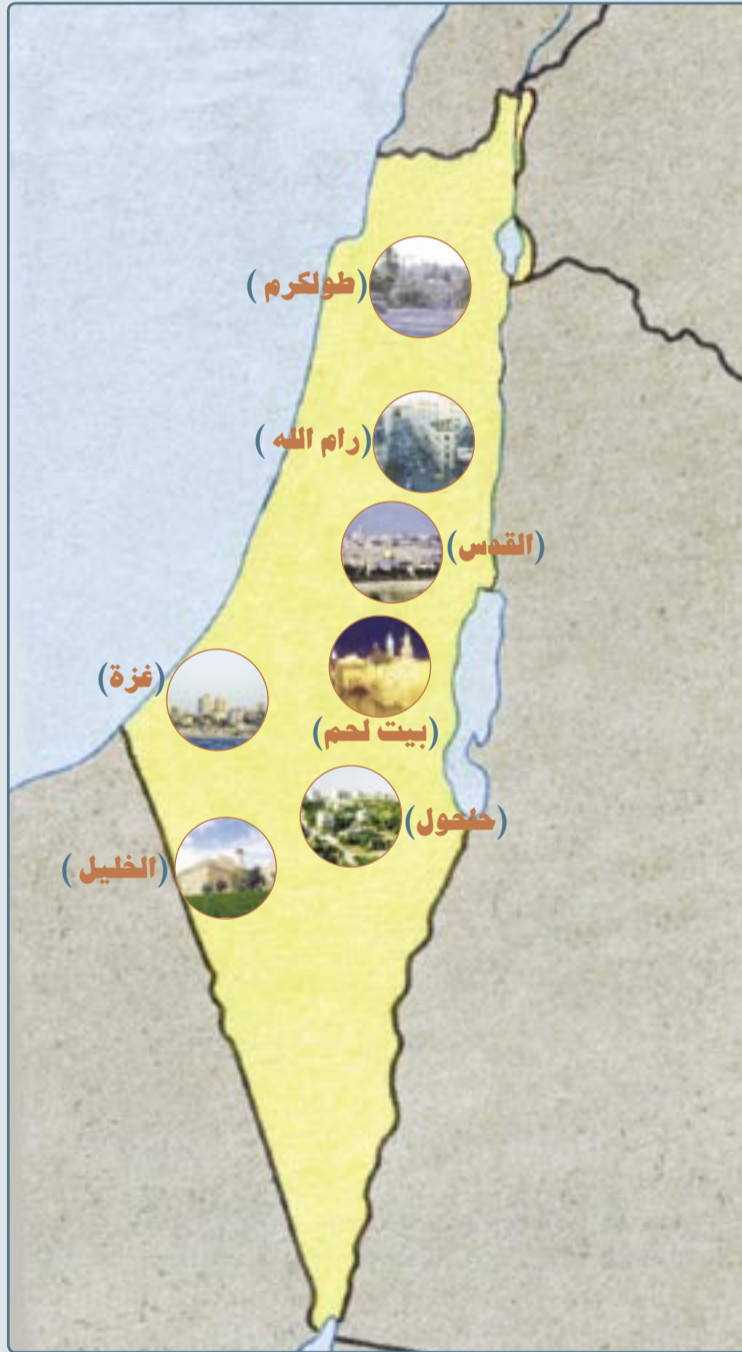 (طولكرم )
(رام الله )
(القدس)
(غزة)
(بيت لحم)
(حلحول)
(الخليل )